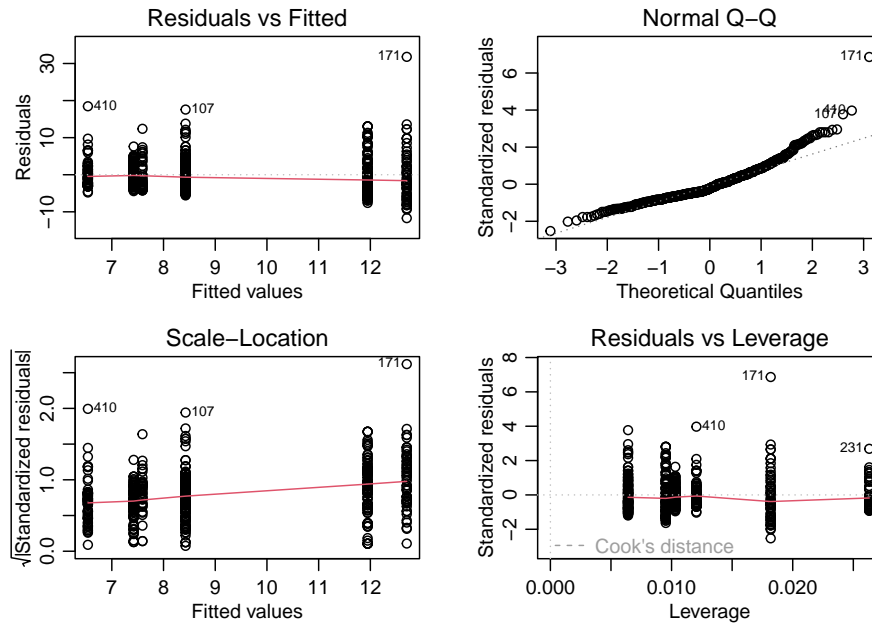 Residuals vs Fitted
Residuals
30
10
−10
171
410
107
7 8 9 10 11 12
Fitted values
Normal Q−Q
Standardized residuals
6
4
2
0
−2
171
410
107
−3 −2 −1 0 1 2 3
Theoretical Quantiles
Scale−Location
√|Standardized residuals|
2.0
1.0
0.0
171
410
107
7 8 9 10 11 12
Fitted values
Residuals vs Leverage
Standardized residuals
8
6
4
2
0
−2
171
410
231
Cook's distance
0.000 0.010 0.020
Leverage